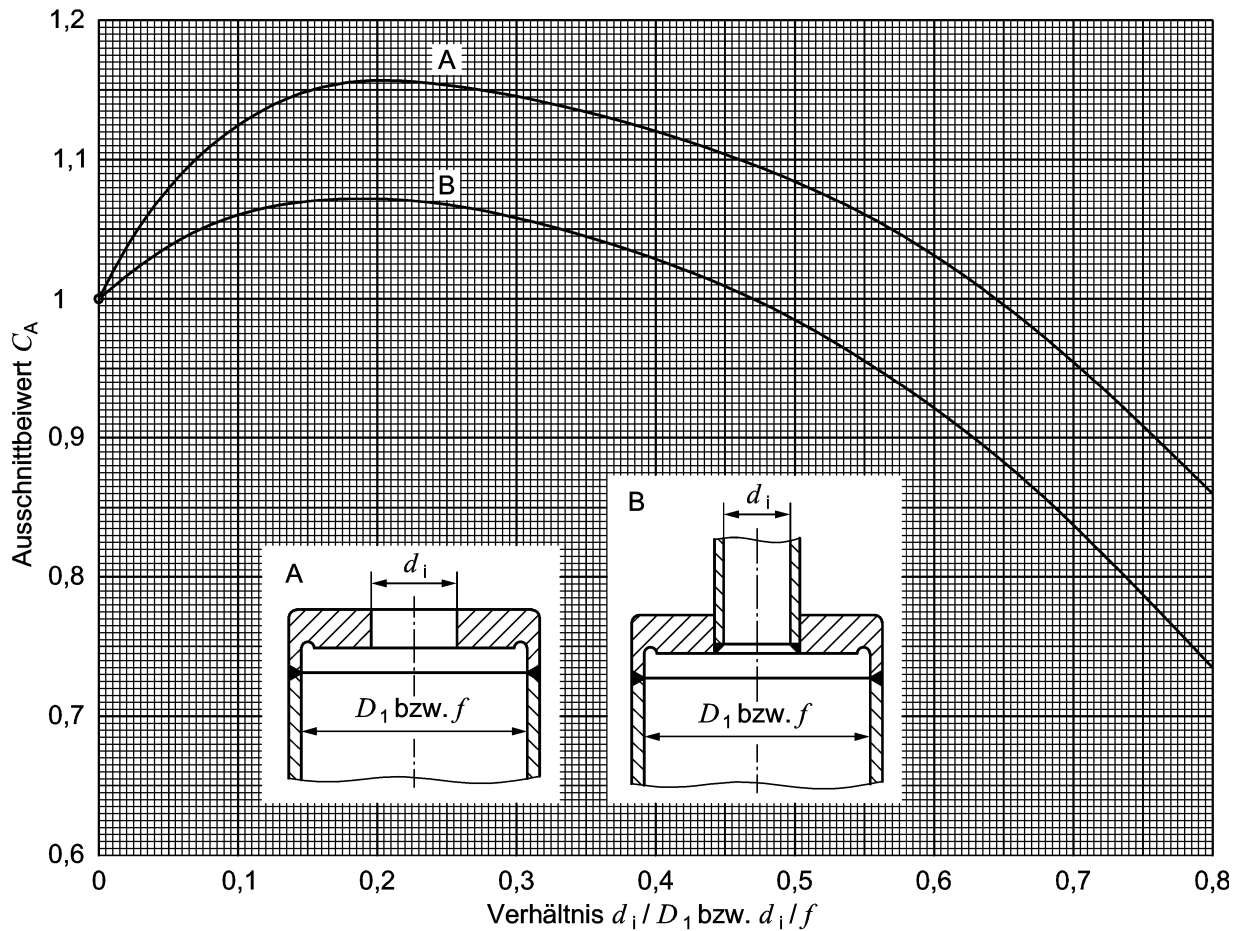 1,2
1,1
1
0,9
0,8
0,7
0,6
Ausschnittbeiwert C_A
A
B
A
d_i
D_1 bzw. f
B
d_i
D_1 bzw. f
0 0,1 0,2 0,3 0,4 0,5 0,6 0,7 0,8
Verhältnis d_i / D_1 bzw. d_i / f